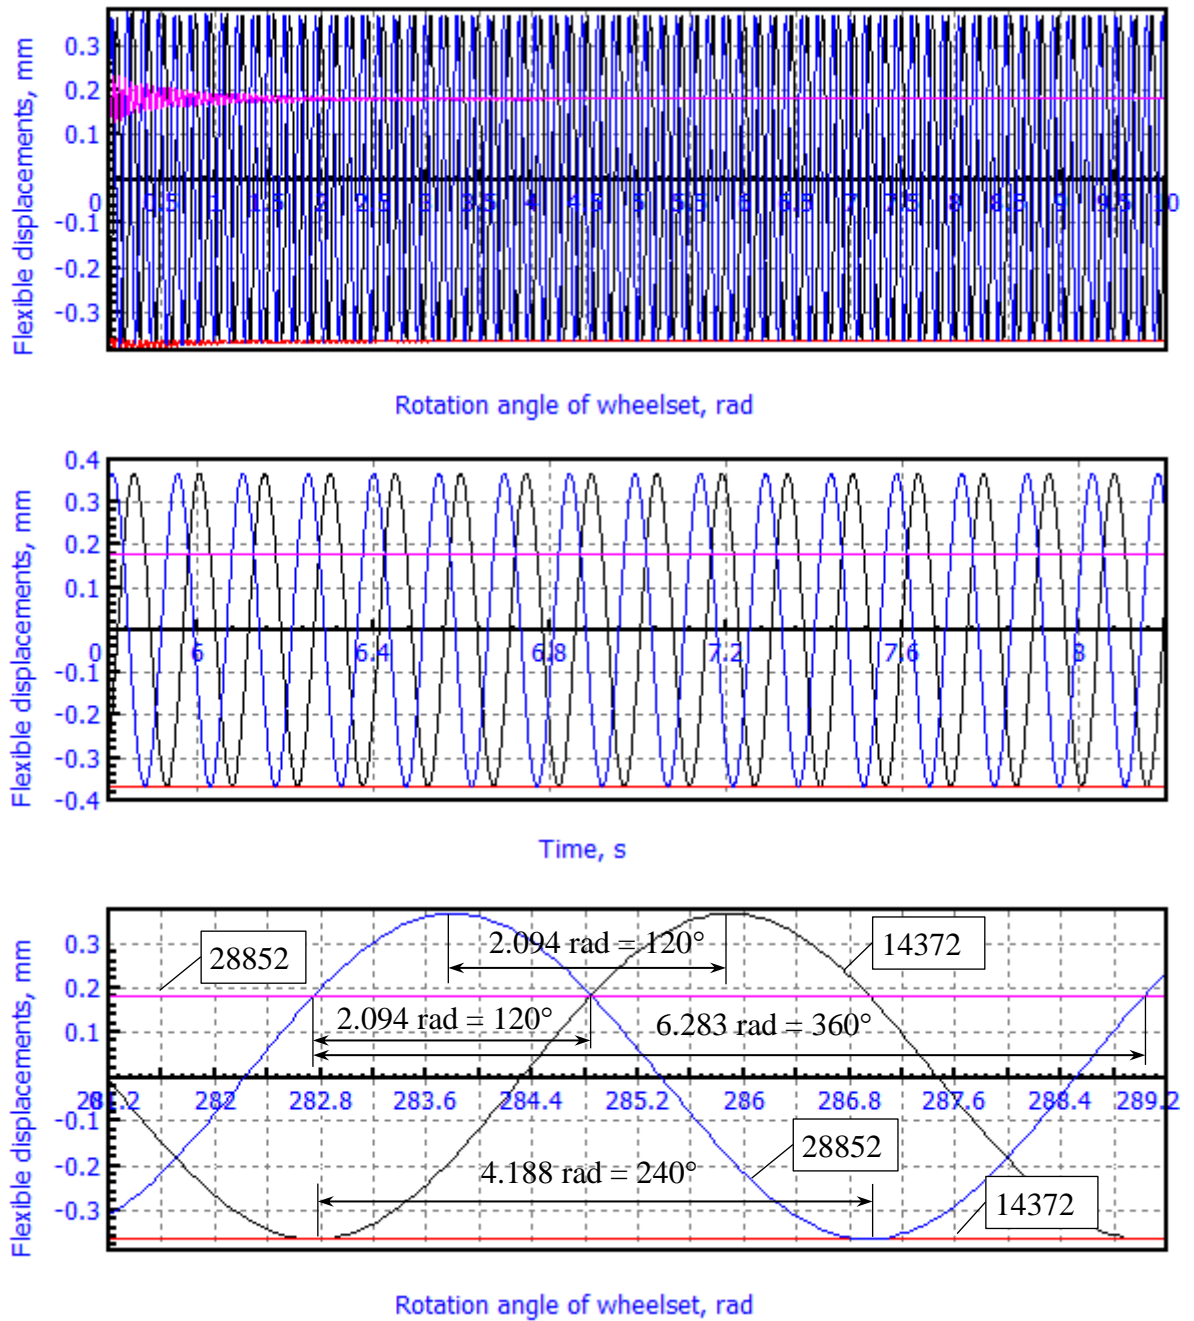 Flexible displacements, mm
0.3
0.2
0.1
0 0.5 1 1.5 2 2.5 3 3.5 4 4.5 5 5.5 6 6.5 7 7.5 8 8.5 9 9.5 10
-0.1
-0.2
-0.3
Rotation angle of wheelset, rad
Flexible displacements, mm
0.4
0.3
0.2
0.1
0 6 6.4 6.8 7.2 7.6 8
-0.1
-0.2
-0.3
-0.4
Time, s
Flexible displacements, mm
0.3
2.094 rad = 120°
14372
28852
0.2
2.094 rad = 120°
6.283 rad = 360°
0.1
0 281.2 282 282.8 283.6 284.4 285.2 286 286.8 287.6 288.4 289.2
-0.1
28852
-0.2
4.188 rad = 240°
14372
-0.3
Rotation angle of wheelset, rad